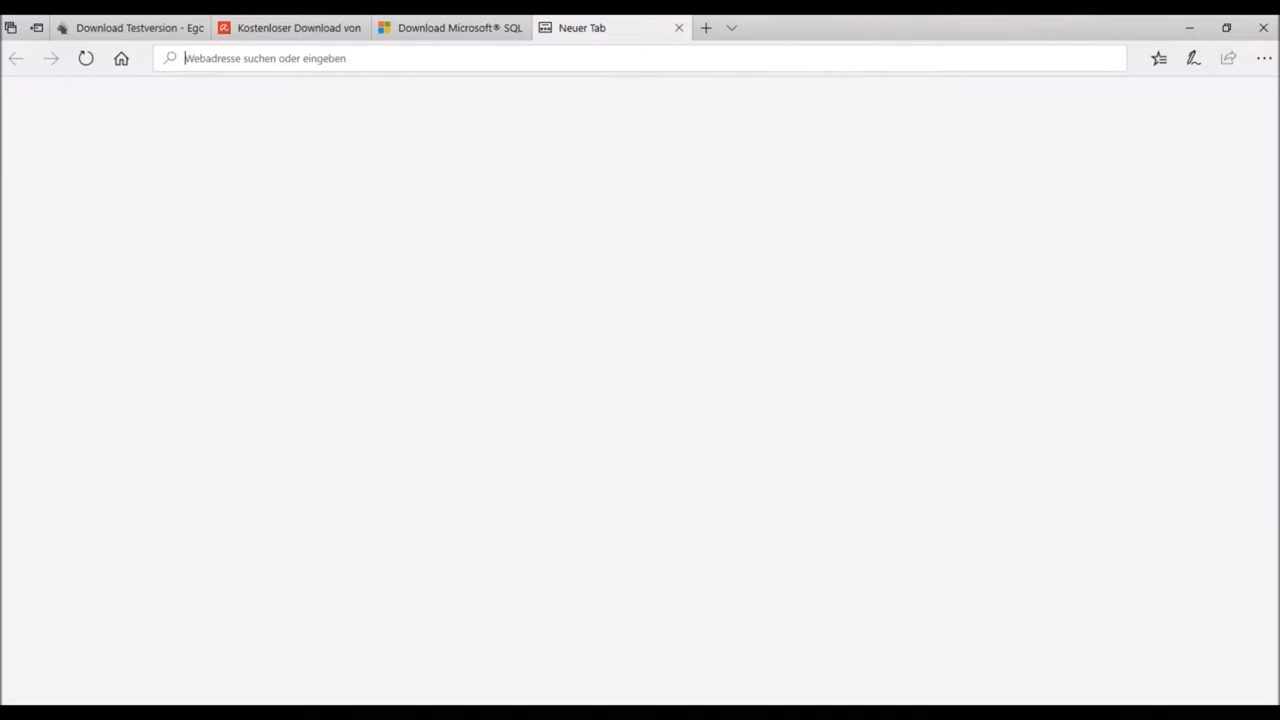 Download Testversion - Egc
Kostenloser Download von
Download Microsoft® SQL
Neuer Tab
Webadresse suchen oder eingeben